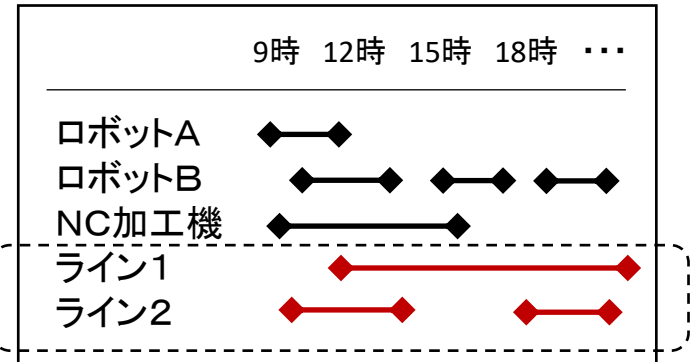 9時 12時 15時 18時 ・・・
ロボットA
ロボットB
NC加工機
ライン1
ライン2